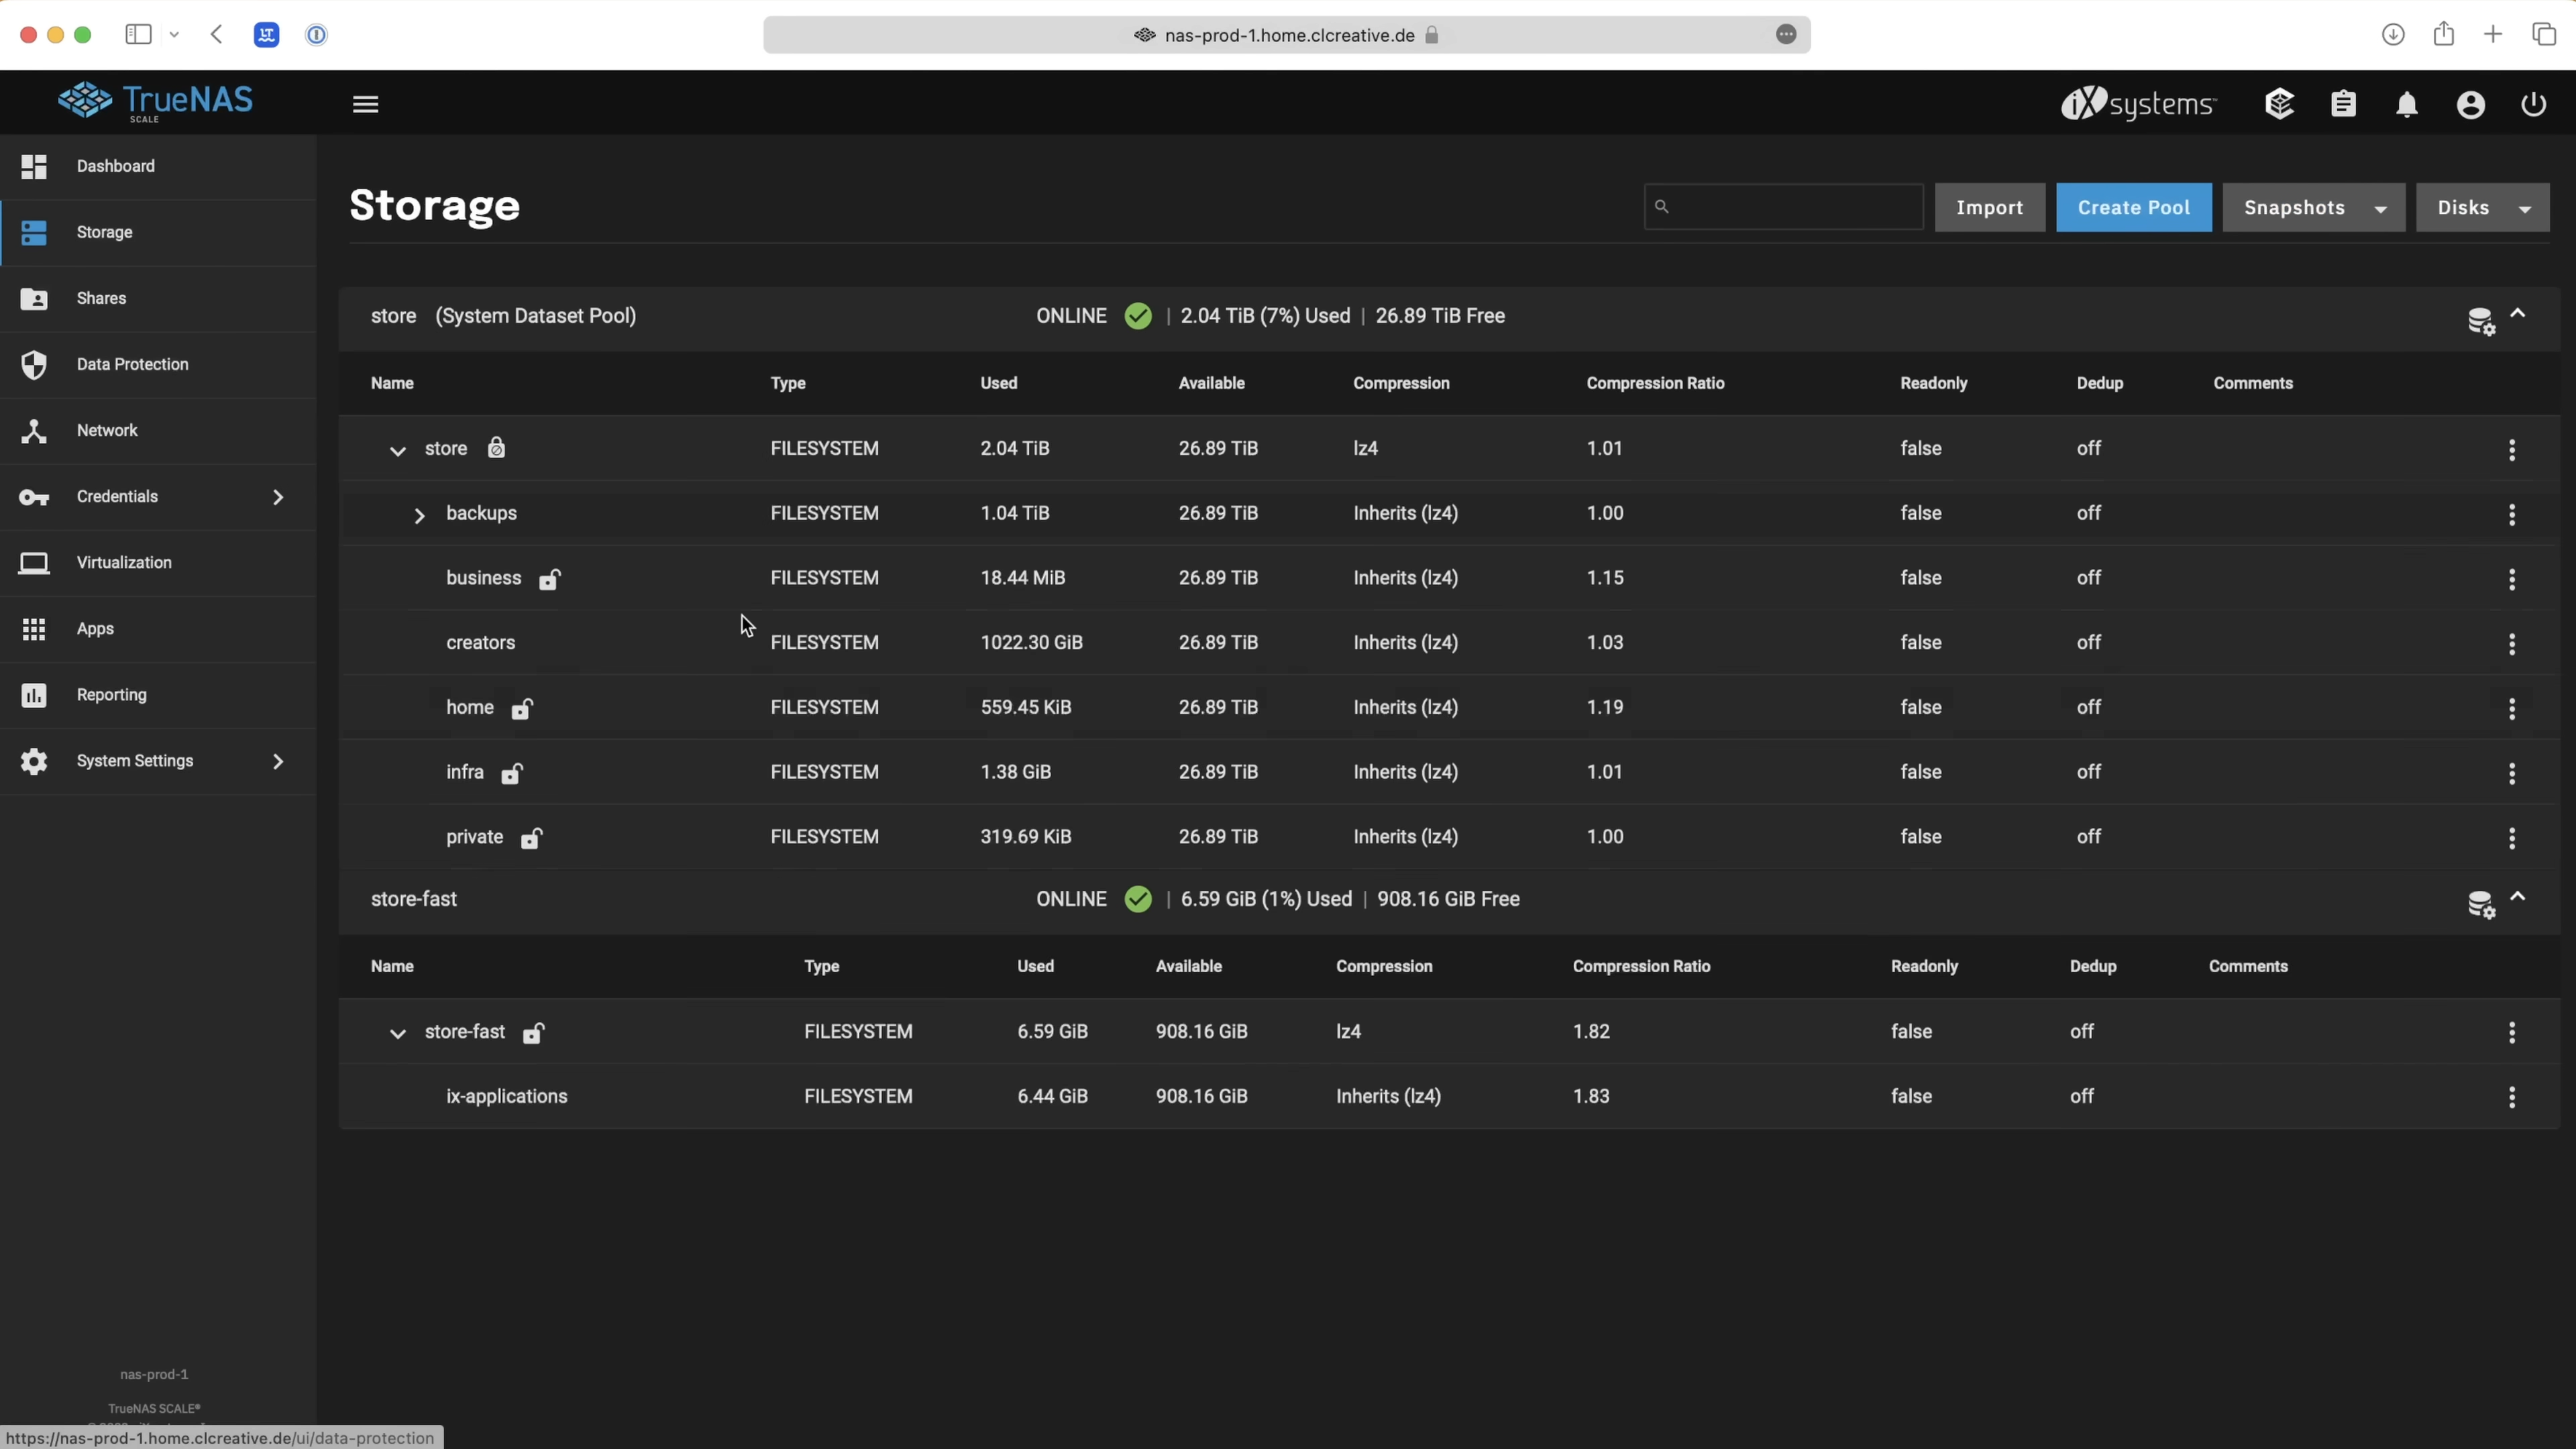 nas-prod-1.home.clcreative.de
TrueNAS
SCALE
iXsystems™
Dashboard
Storage
Shares
Data Protection
Network
Credentials
Virtualization
Apps
Reporting
System Settings
nas-prod-1
TrueNAS SCALE®
https://nas-prod-1.home.clcreative.de/ui/data-protection
Storage
Import
Create Pool
Snapshots
Disks
store (System Dataset Pool) ONLINE | 2.04 TiB (7%) Used | 26.89 TiB Free
Name Type Used Available Compression Compression Ratio Readonly Dedup Comments
store FILESYSTEM 2.04 TiB 26.89 TiB lz4 1.01 false off
backups FILESYSTEM 1.04 TiB 26.89 TiB Inherits (lz4) 1.00 false off
business FILESYSTEM 18.44 MiB 26.89 TiB Inherits (lz4) 1.15 false off
creators FILESYSTEM 1022.30 GiB 26.89 TiB Inherits (lz4) 1.03 false off
home FILESYSTEM 559.45 KiB 26.89 TiB Inherits (lz4) 1.19 false off
infra FILESYSTEM 1.38 GiB 26.89 TiB Inherits (lz4) 1.01 false off
private FILESYSTEM 319.69 KiB 26.89 TiB Inherits (lz4) 1.00 false off
store-fast ONLINE | 6.59 GiB (1%) Used | 908.16 GiB Free
Name Type Used Available Compression Compression Ratio Readonly Dedup Comments
store-fast FILESYSTEM 6.59 GiB 908.16 GiB lz4 1.82 false off
ix-applications FILESYSTEM 6.44 GiB 908.16 GiB Inherits (lz4) 1.83 false off